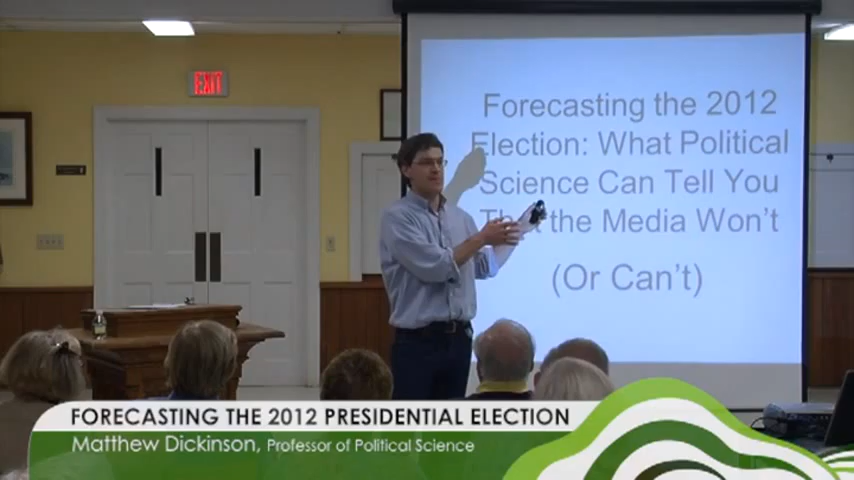 EXIT
Forecasting the 2012
Election: What Political
Science Can Tell You
That the Media Won't
(Or Can't)
FORECASTING THE 2012 PRESIDENTIAL ELECTION
Matthew Dickinson, Professor of Political Science